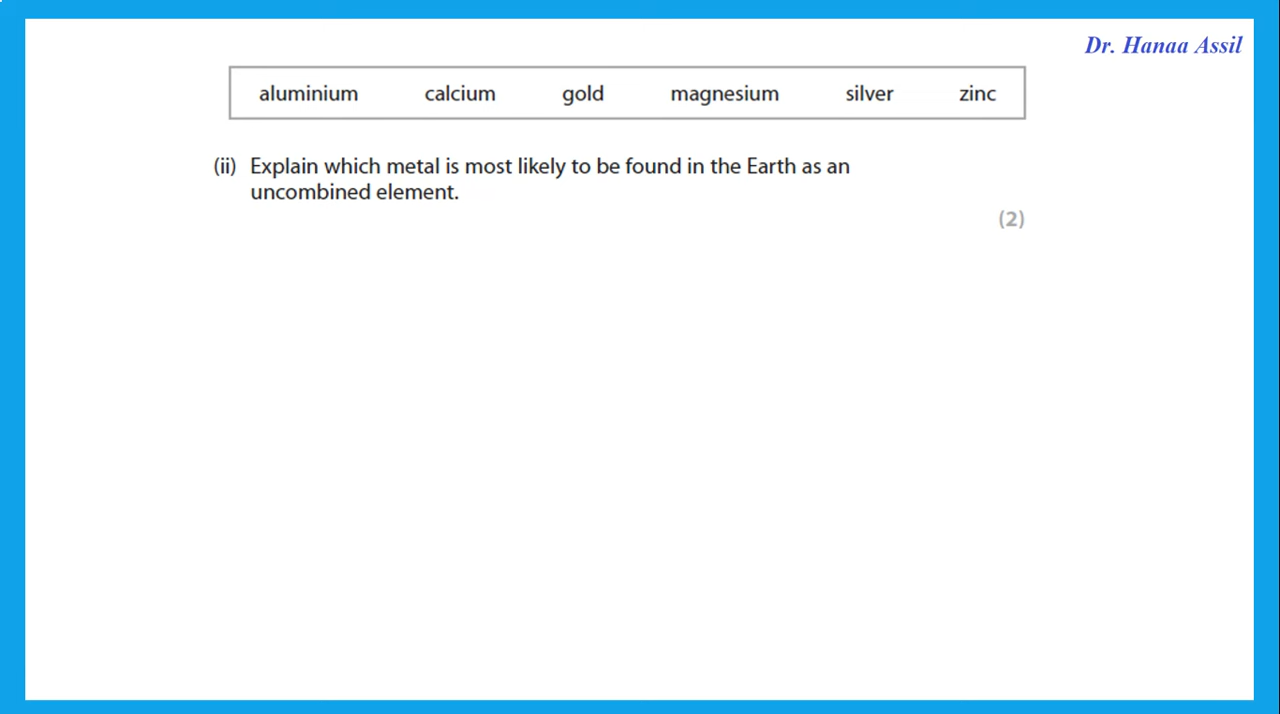 Dr. Hanaa Assil
aluminium calcium gold magnesium silver zinc
(ii) Explain which metal is most likely to be found in the Earth as an
uncombined element.
(2)